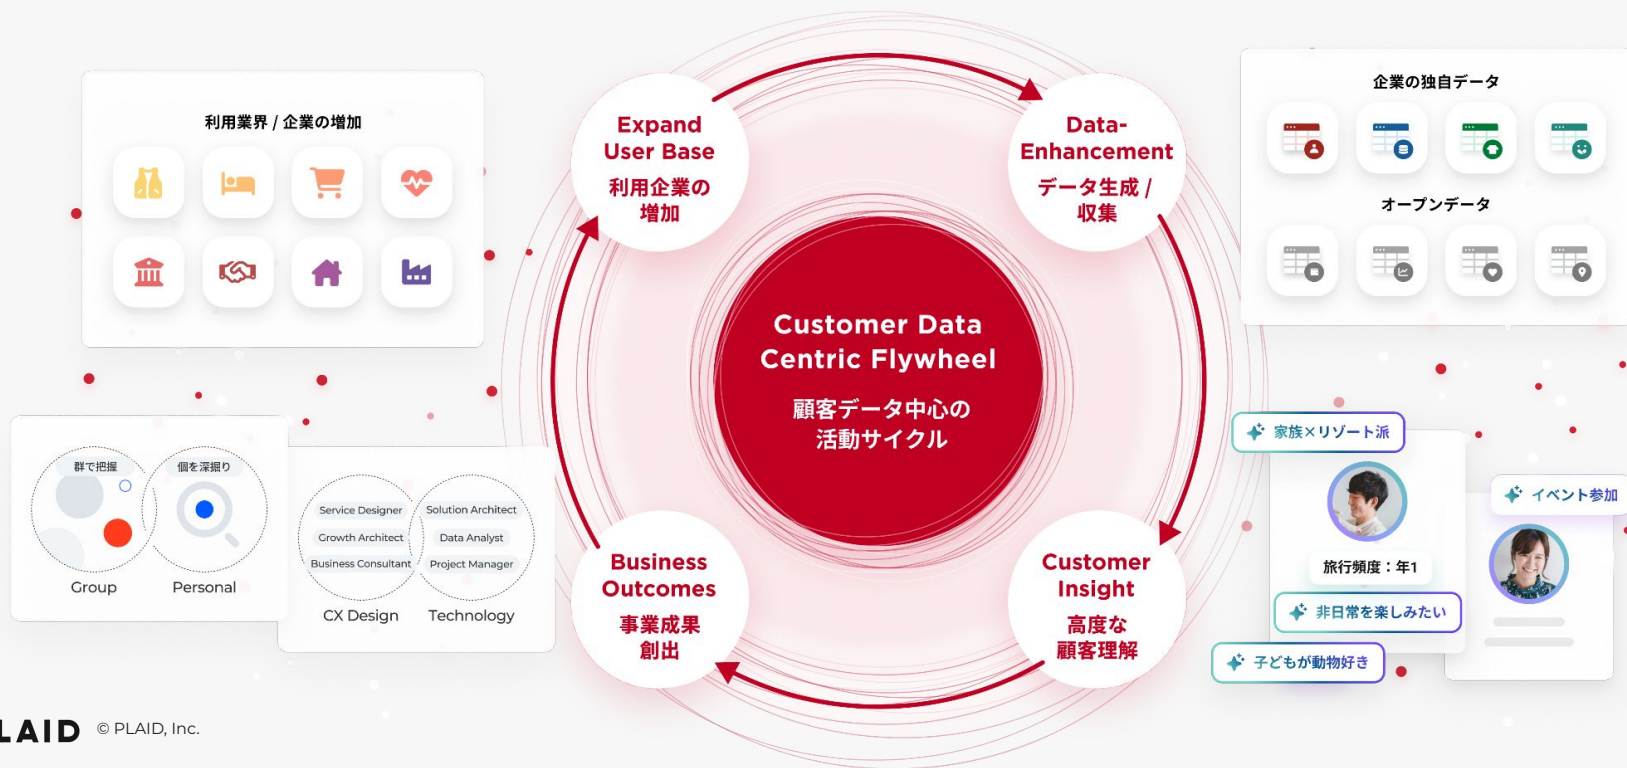 利用業界 / 企業の増加
Expand
User Base
利用企業の
増加
Data-
Enhancement
データ生成 /
収集
企業の独自データ
オープンデータ
Customer Data
Centric Flywheel
顧客データ中心の
活動サイクル
群で把握
個を深掘り
Group
Personal
Service Designer
Growth Architect
Business Consultant
Solution Architect
Data Analyst
Project Manager
CX Design
Technology
Business
Outcomes
事業成果
創出
Customer
Insight
高度な
顧客理解
家族×リゾート派
旅行頻度：年1
非日常を楽しみたい
子どもが動物好き
イベント参加
LAID
© PLAID, Inc.